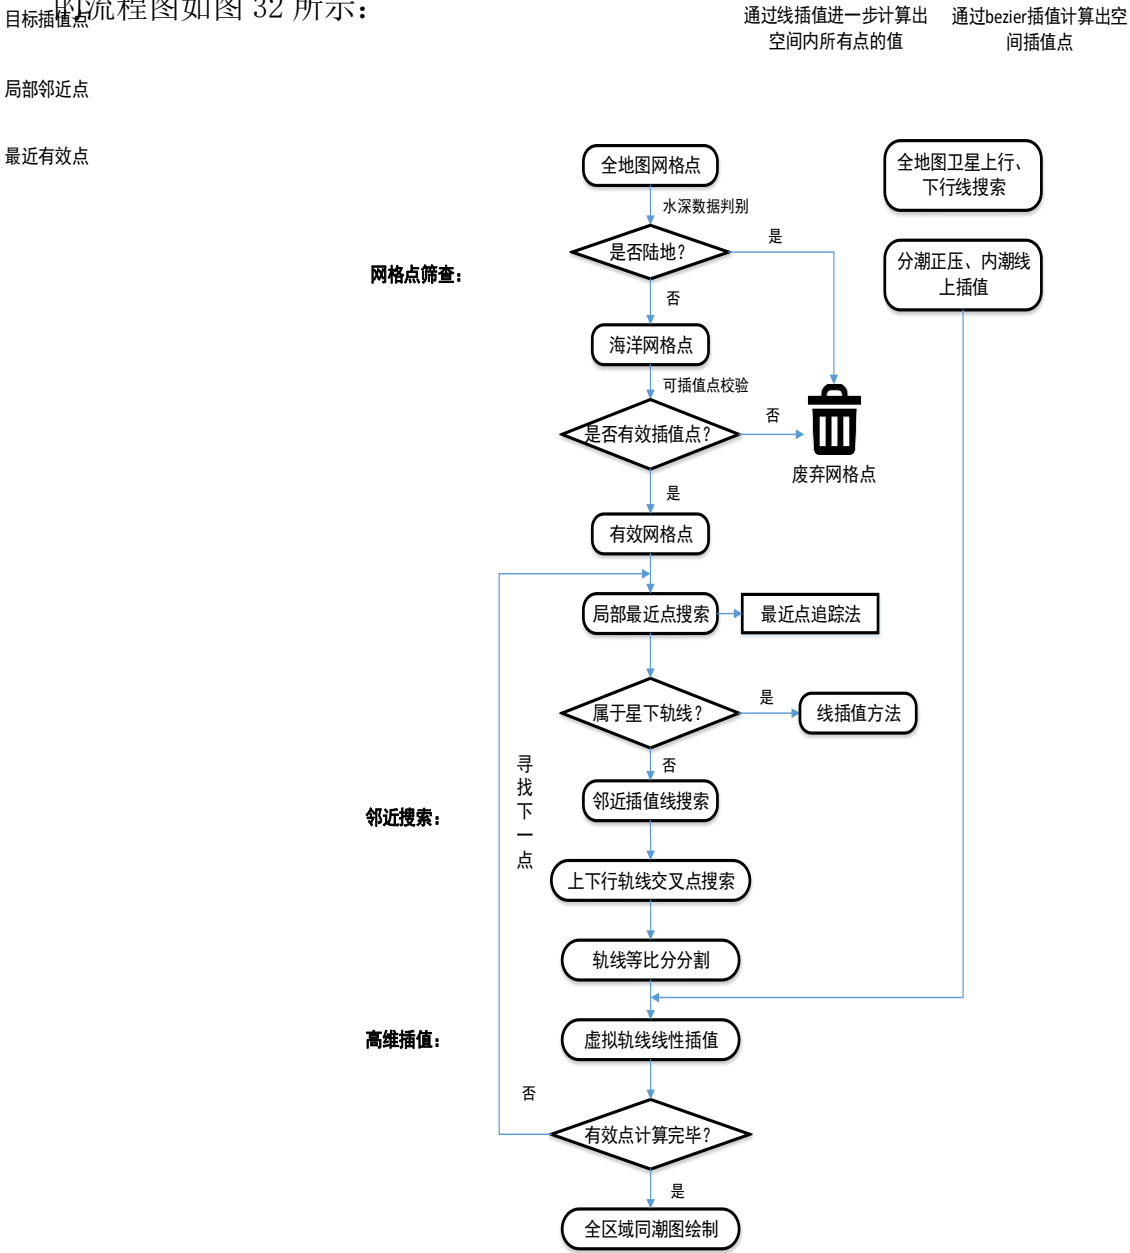 的流程图如图 32 所示：
目标插值点
局部邻近点
最近有效点
通过线插值进一步计算出
空间内所有点的值
通过bezier插值计算出空
间插值点
全地图网格点
水深数据判别
全地图卫星上行、
下行线搜索
是否陆地？
是
分潮正压、内潮线
上插值
网格点筛查：
否
海洋网格点
可插值点校验
是否有效插值点？
否
废弃网格点
是
有效网格点
局部最近点搜索
最近点追踪法
属于星下轨线？
是
线插值方法
否
寻找下一点
邻近搜索：
邻近插值线搜索
上下行轨线交叉点搜索
轨线等比分分割
高维插值：
虚拟轨线线性插值
否
有效点计算完毕？
是
全区域同潮图绘制